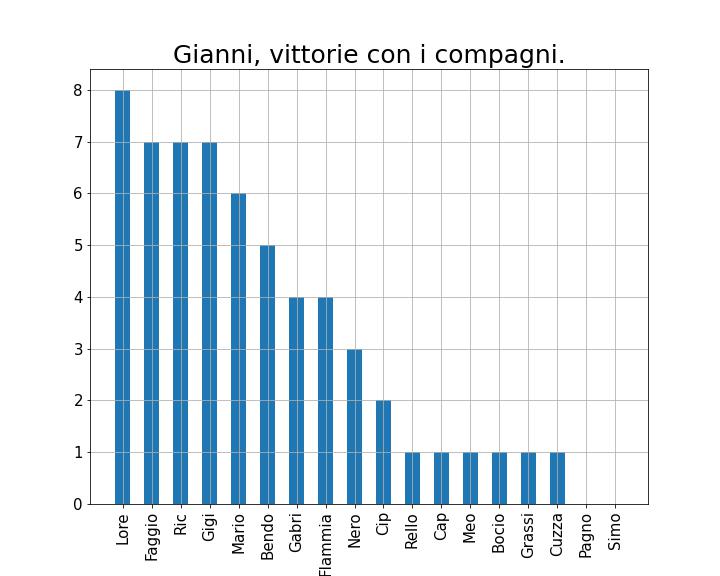 Gianni, vittorie con i compagni.
8
7
6
5
4
3
2
1
0
Lore
Faggio
Ric
Gigi
Mario
Bendo
Gabri
Flammia
Nero
Cip
Rello
Cap
Meo
Bocio
Grassi
Cuzza
Pagno
Simo